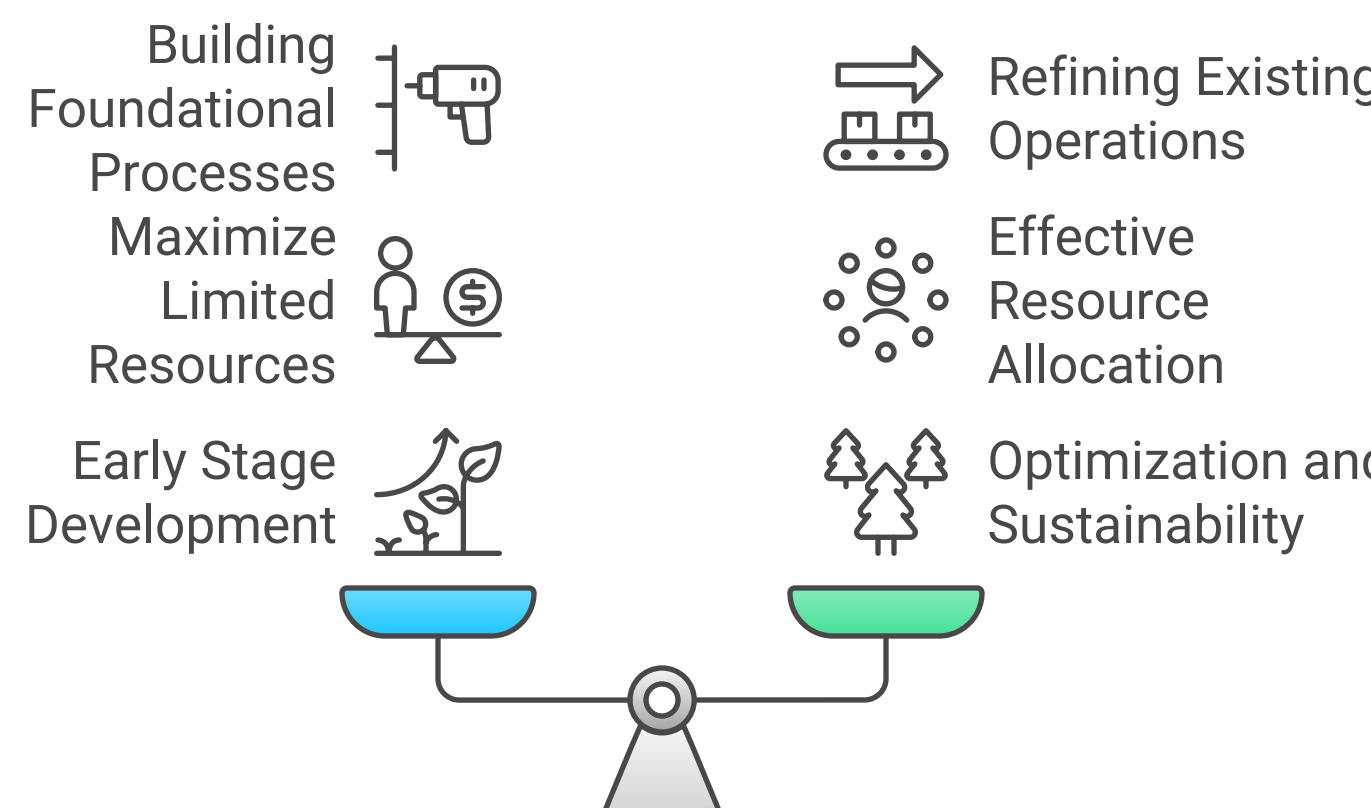 Building
Foundational
Processes
Maximize
Limited
Resources
Early Stage
Development
Refining Existing
Operations
Effective
Resource
Allocation
Optimization and
Sustainability